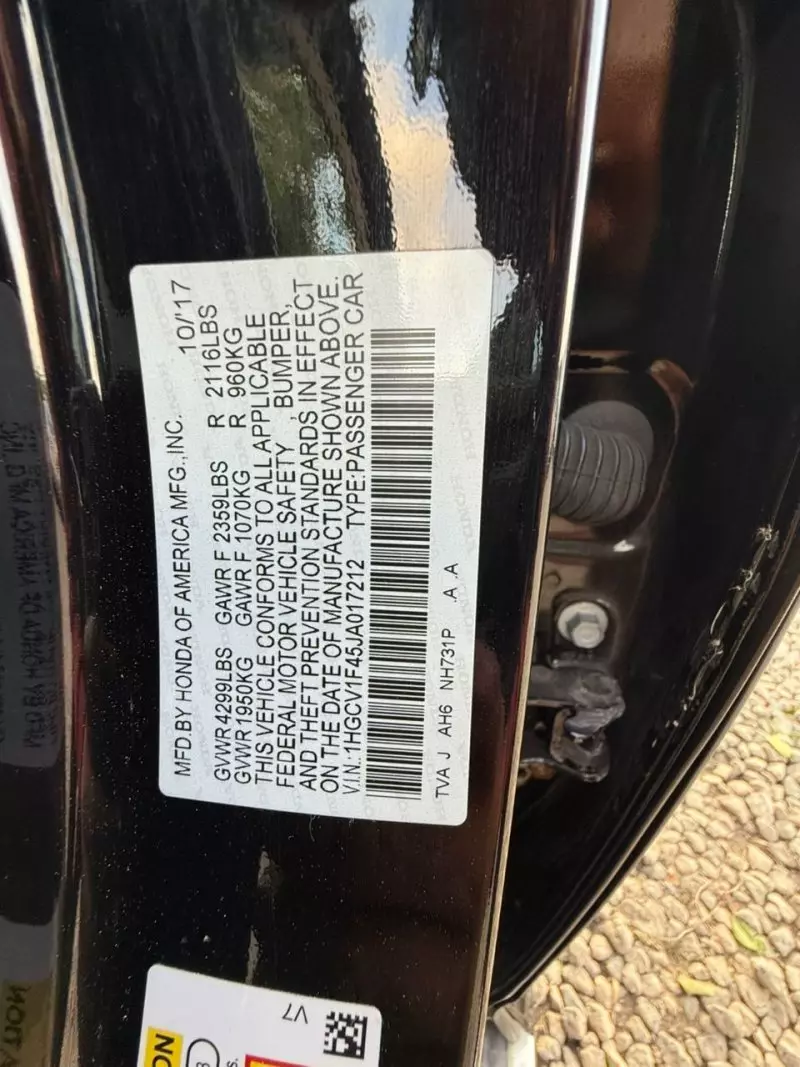 MFD.BY HONDA OF AMERICA MFG.,INC. 10/'17
GVWR 4299LBS GAWR F 2359LBS R 2116LBS
GVWR 1950KG GAWR F 1070KG R 960KG
THIS VEHICLE CONFORMS TO ALL APPLICABLE
FEDERAL MOTOR VEHICLE SAFETY , BUMPER,
AND THEFT PREVENTION STANDARDS IN EFFECT
ON THE DATE OF MANUFACTURE SHOWN ABOVE.
V.I.N.:1HGCV1F45JA017212 TYPE:PASSENGER CAR
TVA J AH6 NH731P .A .A
V7